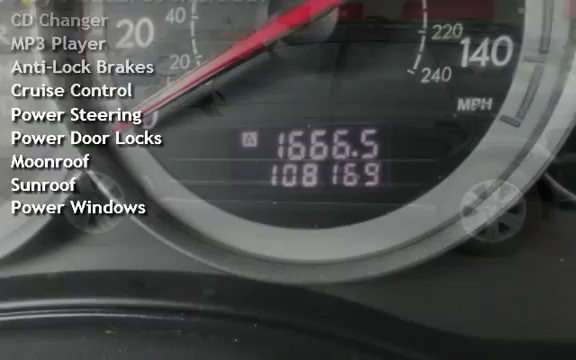 CD Changer
MP3 Player
Anti-Lock Brakes
Cruise Control
Power Steering
Power Door Locks
Moonroof
Sunroof
Power Windows
20
40
20
220
240
140
MPH
A 1666.5
108169